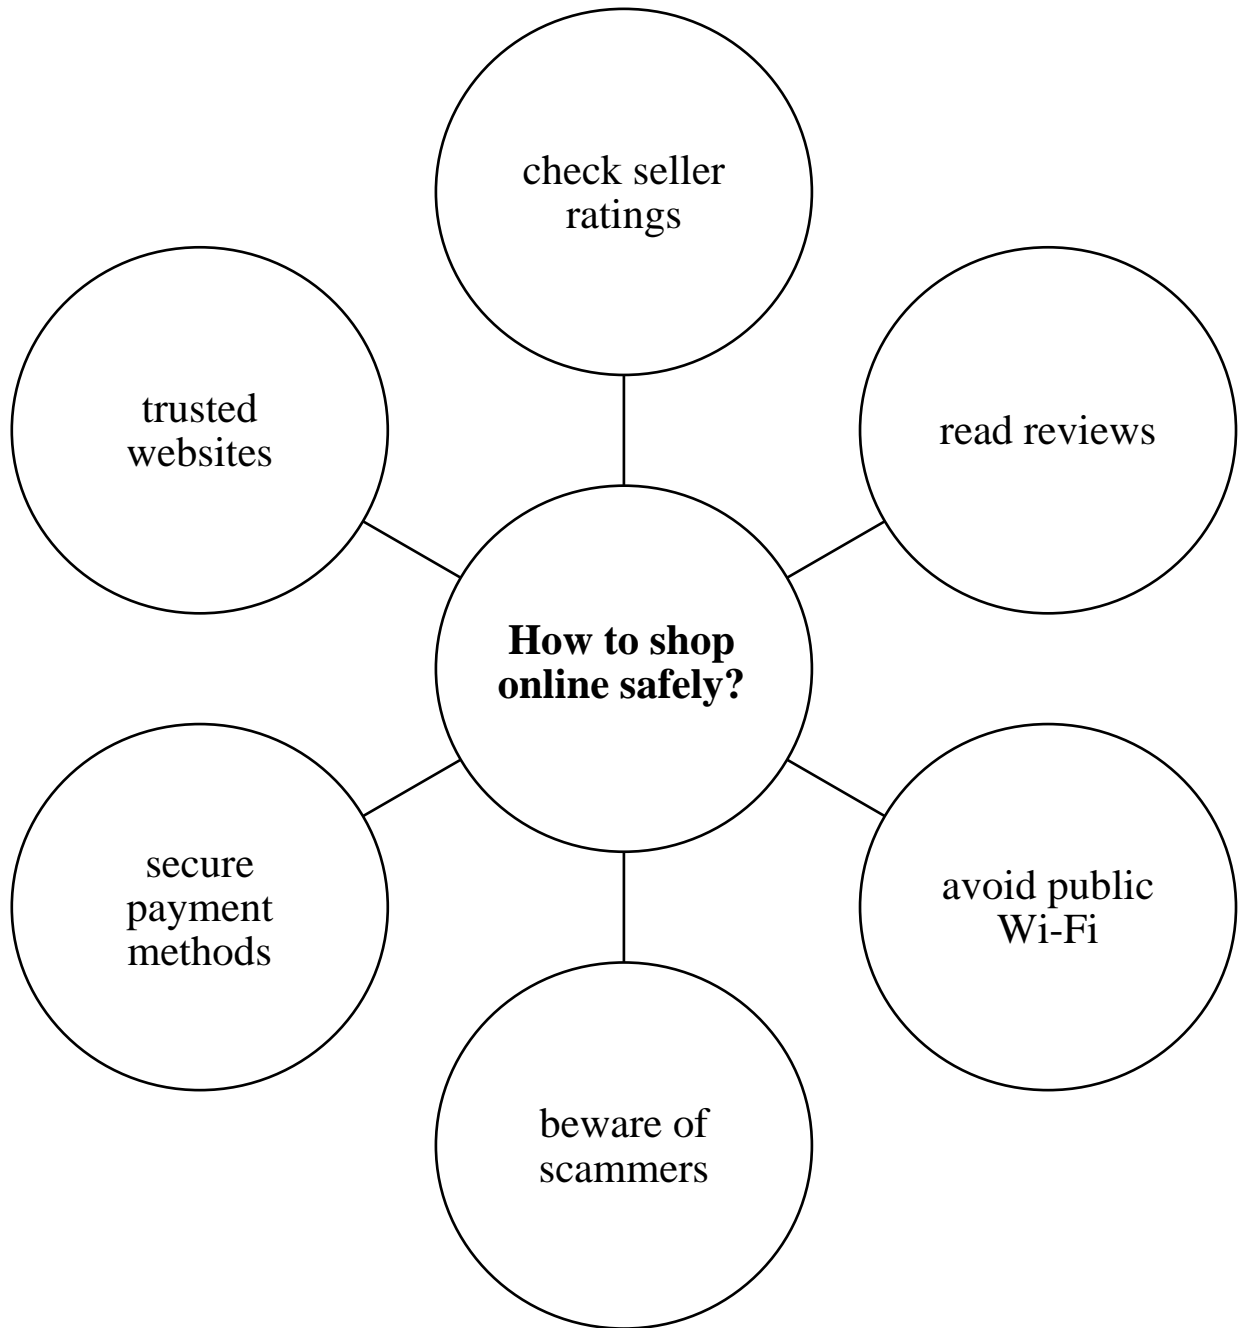 check seller
ratings
trusted
websites
read reviews
How to shop
online safely?
secure
payment
methods
avoid public
Wi-Fi
beware of
scammers